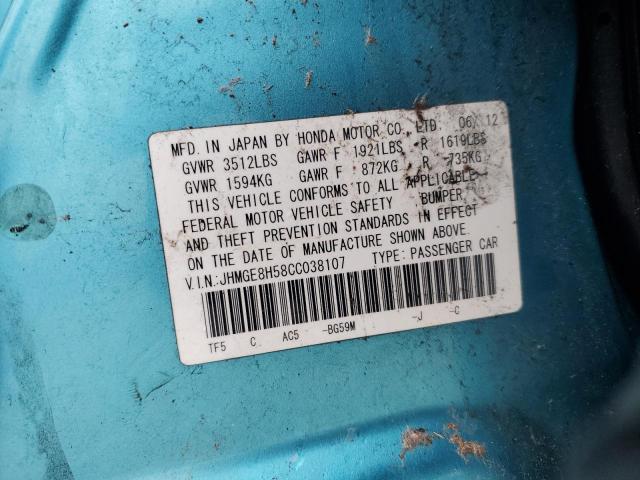 MFD. IN JAPAN BY HONDA MOTOR CO., LTD. 06/12
GVWR 3512LBS GAWR F 1921LBS R 1619LBS
GVWR 1594KG GAWR F 872KG R 735KG
THIS VEHICLE CONFORMS TO ALL APPLICABLE
FEDERAL MOTOR VEHICLE SAFETY BUMPER,
AND THEFT PREVENTION STANDARDS IN EFFECT
ON THE DATE OF MANUFACTURE SHOWN ABOVE.
V.I.N.:JHMGE8H58CC038107 TYPE: PASSENGER CAR
TF5 C AC5 -BG59M -J -C